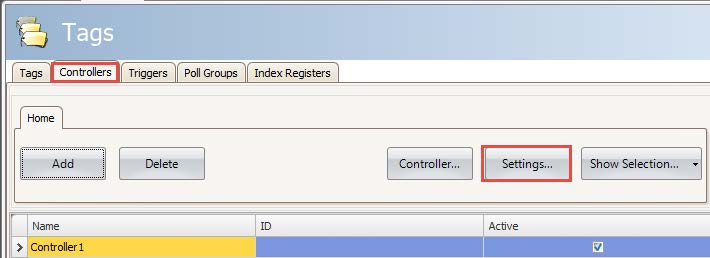 Tags
Tags Controllers Triggers Poll Groups Index Registers
Home
Add Delete Controller... Settings... Show Selection...
Name ID Active
Controller1